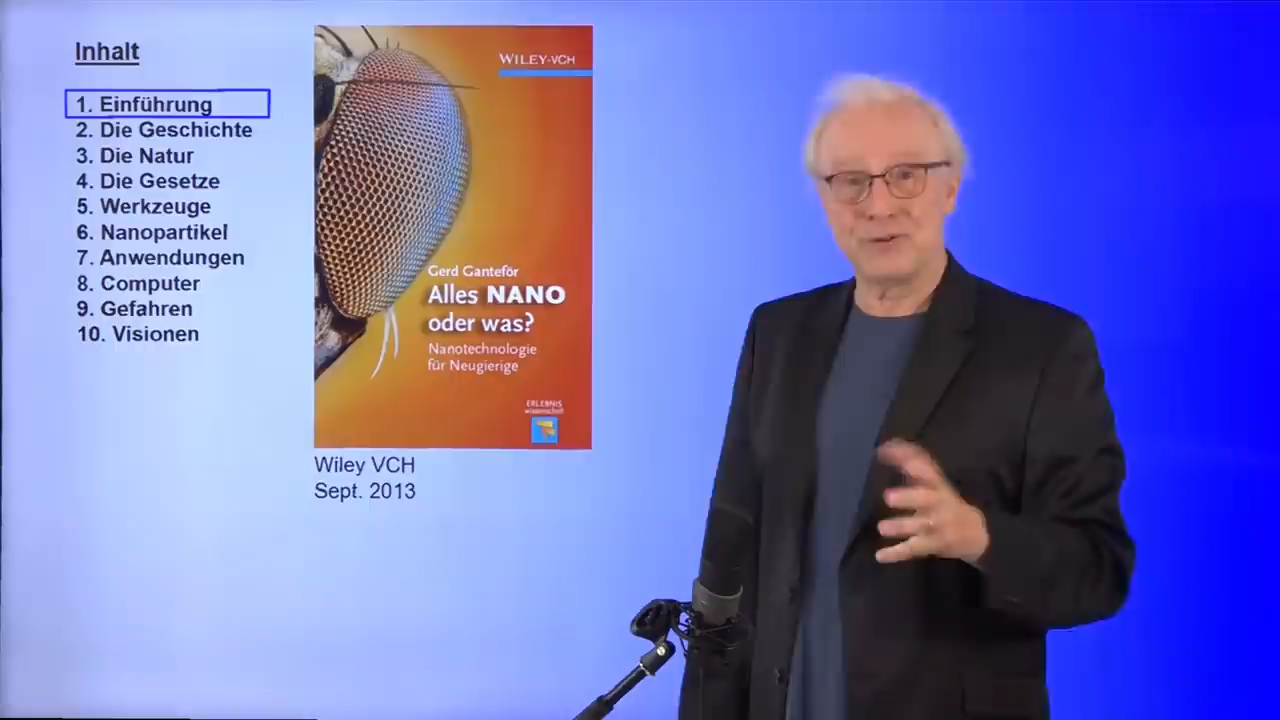 Inhalt
1. Einführung
2. Die Geschichte
3. Die Natur
4. Die Gesetze
5. Werkzeuge
6. Nanopartikel
7. Anwendungen
8. Computer
9. Gefahren
10. Visionen
WILEY-VCH
Gerd Ganteför
Alles NANO
oder was?
Nanotechnologie
für Neugierige
ERLEBNIS
wissenschaft
Wiley VCH
Sept. 2013